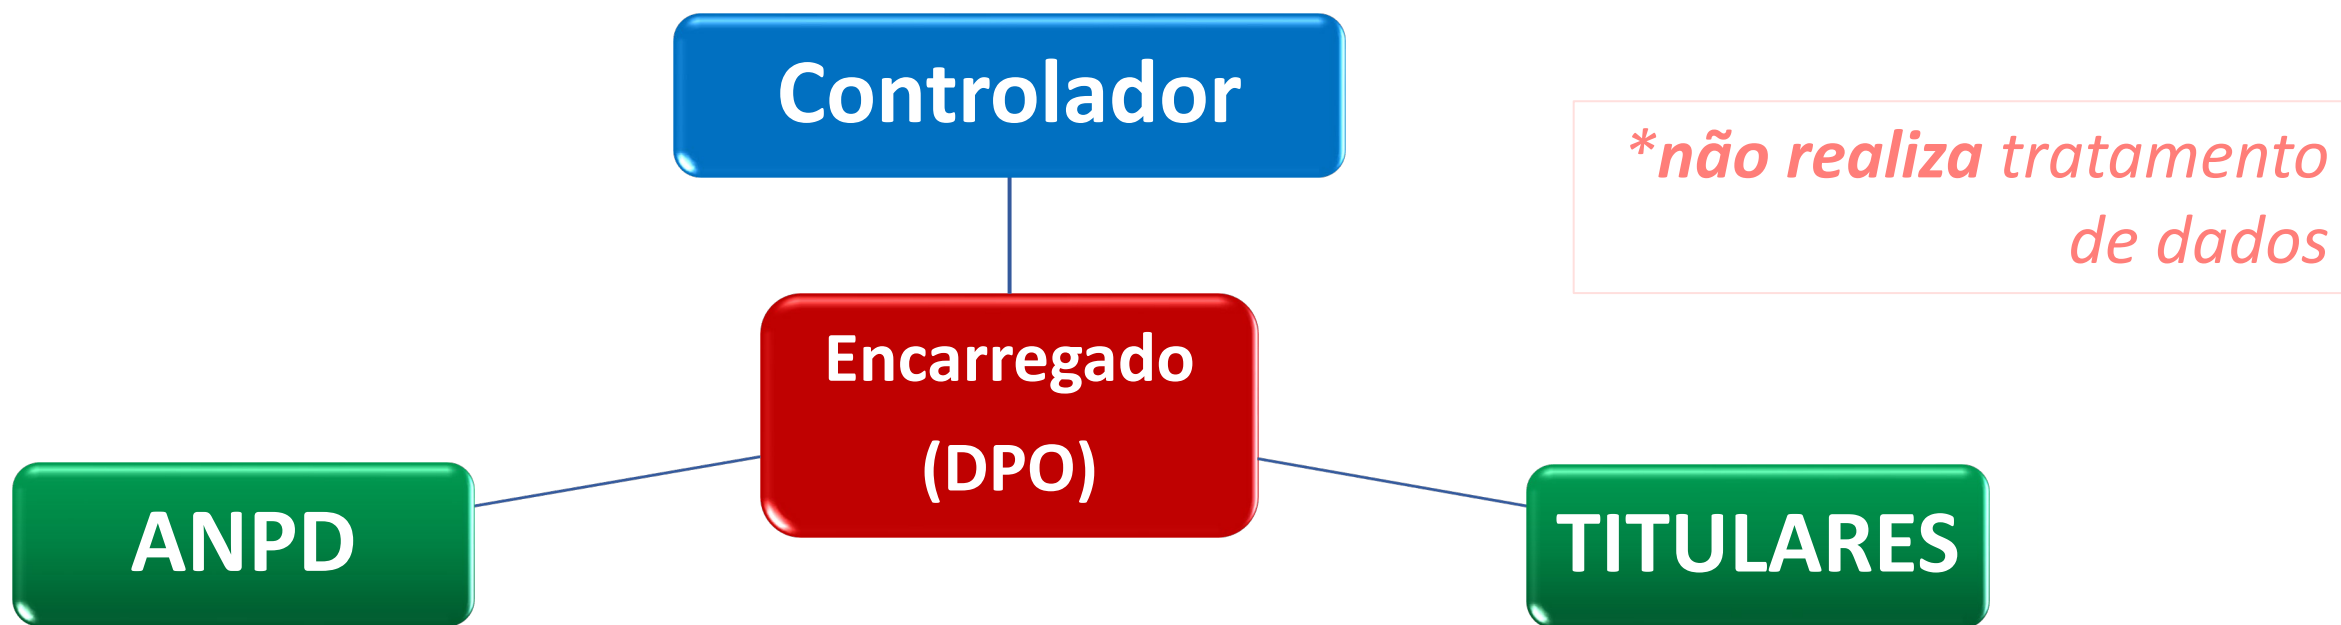 Controlador
*não realiza tratamento
de dados
Encarregado
(DPO)
ANPD
TITULARES